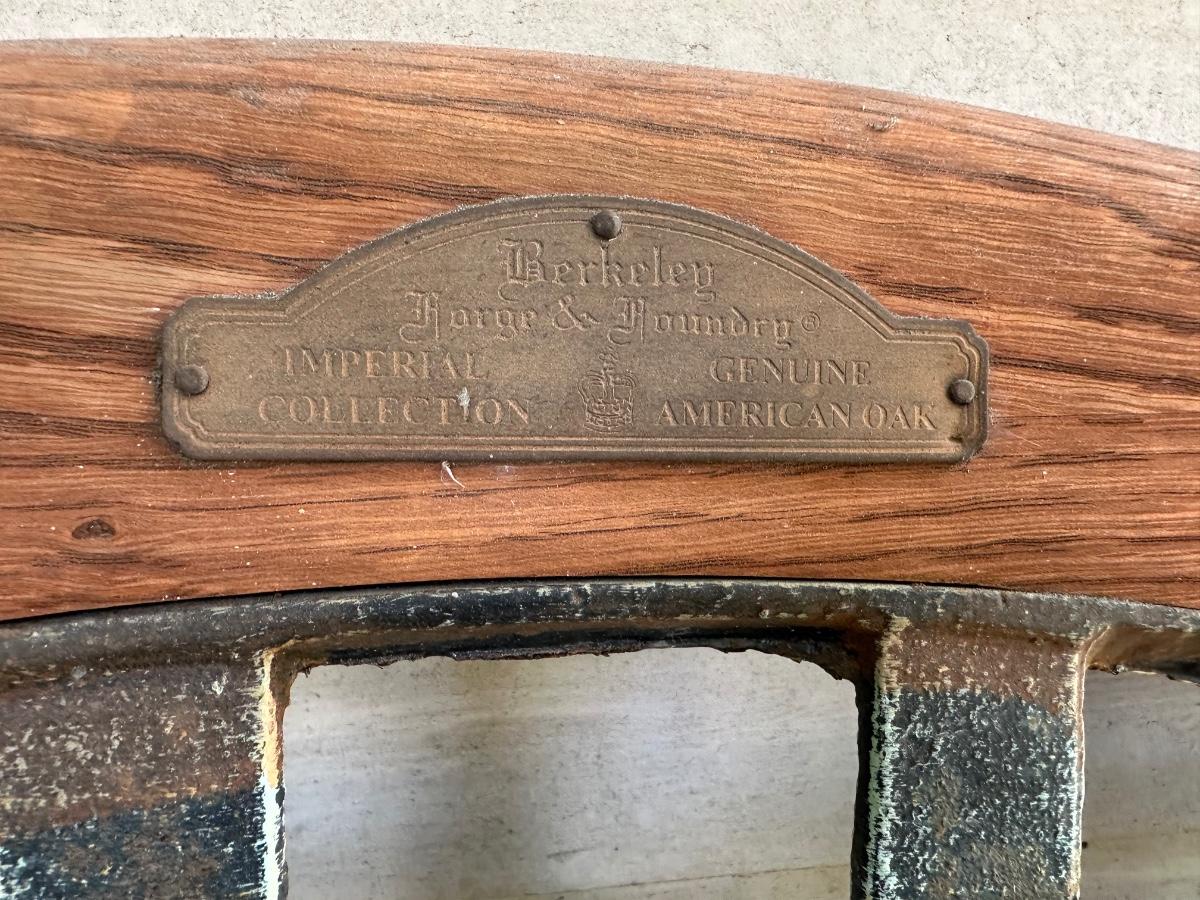 Berkeley
Forge & Foundry®
IMPERIAL COLLECTION
GENUINE AMERICAN OAK